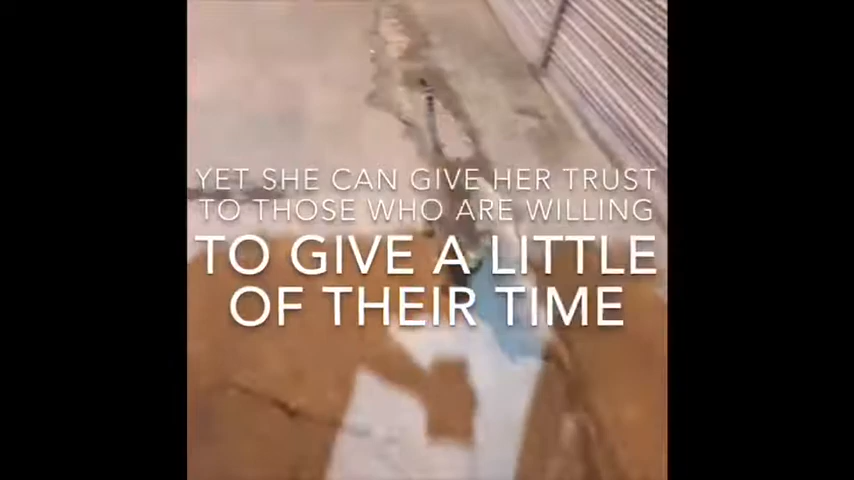 YET SHE CAN GIVE HER TRUST
TO THOSE WHO ARE WILLING
TO GIVE A LITTLE
OF THEIR TIME